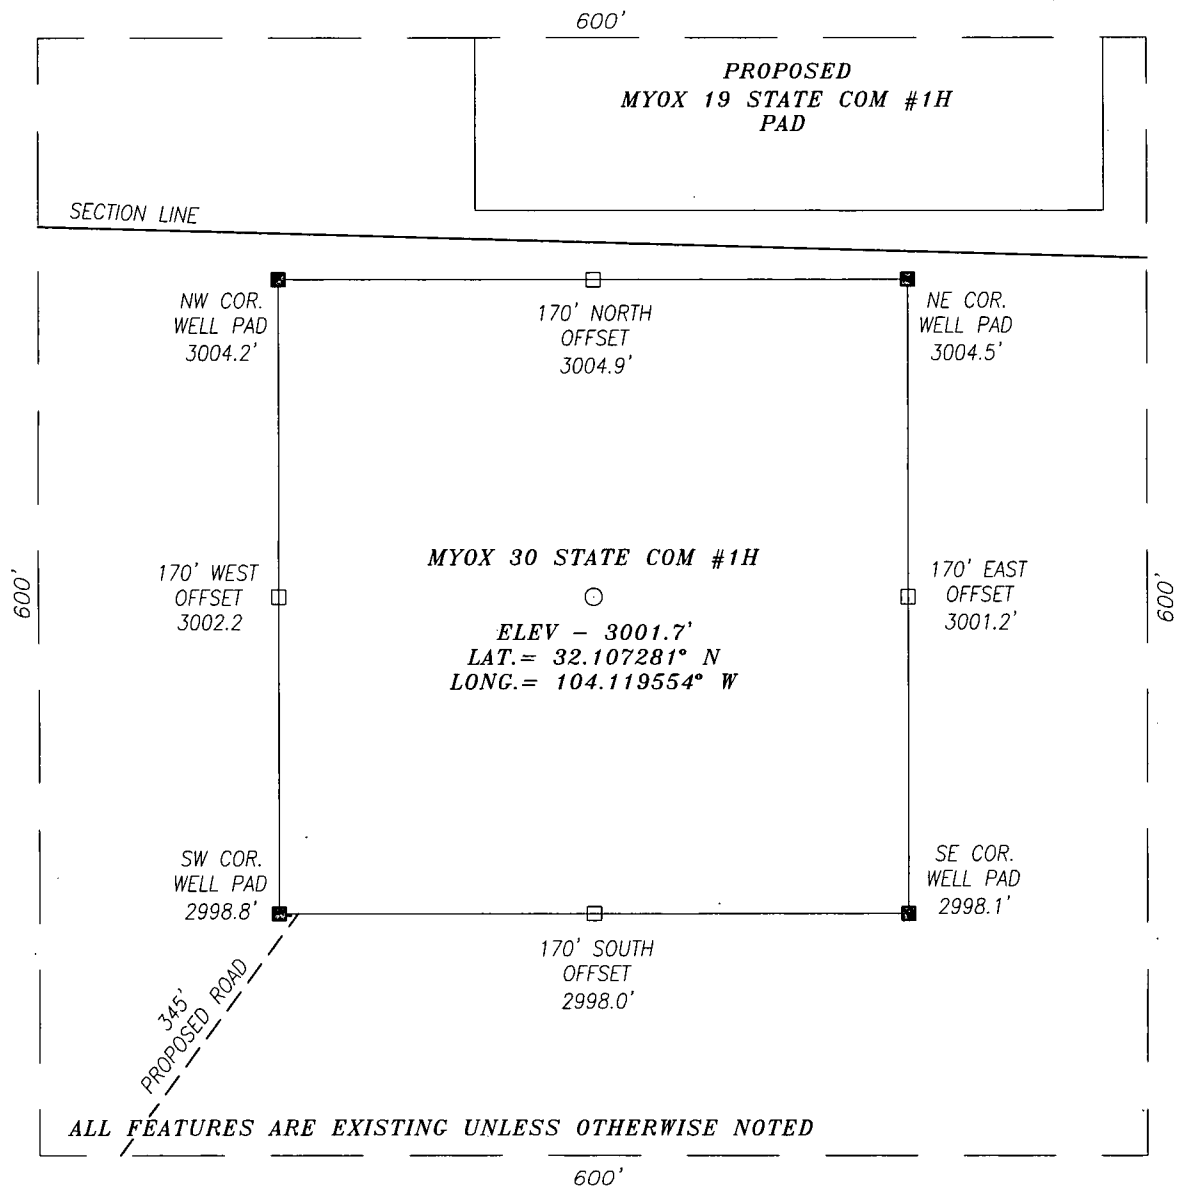 600'
PROPOSED
MYOX 19 STATE COM #1H
PAD
SECTION LINE
NW COR.
WELL PAD
3004.2'
170' NORTH
OFFSET
3004.9'
NE COR.
WELL PAD
3004.5'
600'
170' WEST
OFFSET
3002.2
MYOX 30 STATE COM #1H
ELEV - 3001.7'
LAT.= 32.107281° N
LONG.= 104.119554° W
170' EAST
OFFSET
3001.2'
600'
SW COR.
WELL PAD
2998.8'
170' SOUTH
OFFSET
2998.0'
SE COR.
WELL PAD
2998.1'
345'
PROPOSED ROAD
ALL FEATURES ARE EXISTING UNLESS OTHERWISE NOTED
600'